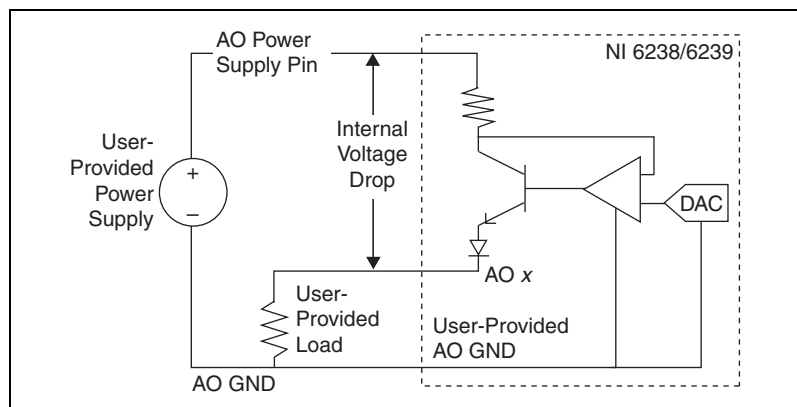 AO Power
Supply Pin
NI 6238/6239
User-
Provided
Power
Supply
+
–
Internal
Voltage
Drop
DAC
AO x
User-
Provided
Load
User-Provided
AO GND
AO GND